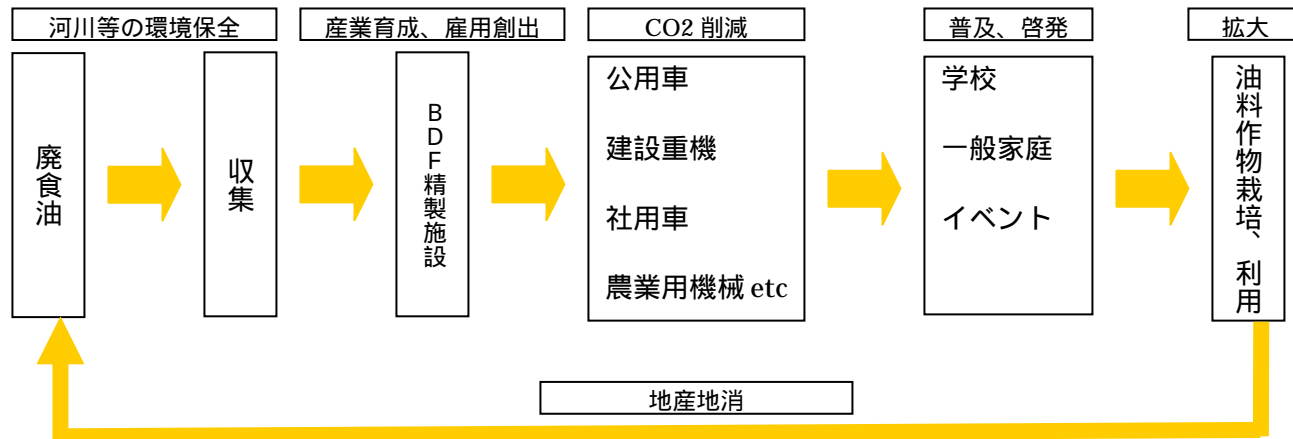 河川等の環境保全
産業育成、雇用創出
CO2 削減
普及、啓発
拡大
廃食油
収集
BDF精製施設
公用車
建設重機
社用車
農業用機械 etc
学校
一般家庭
イベント
油料作物栽培、利用
地産地消